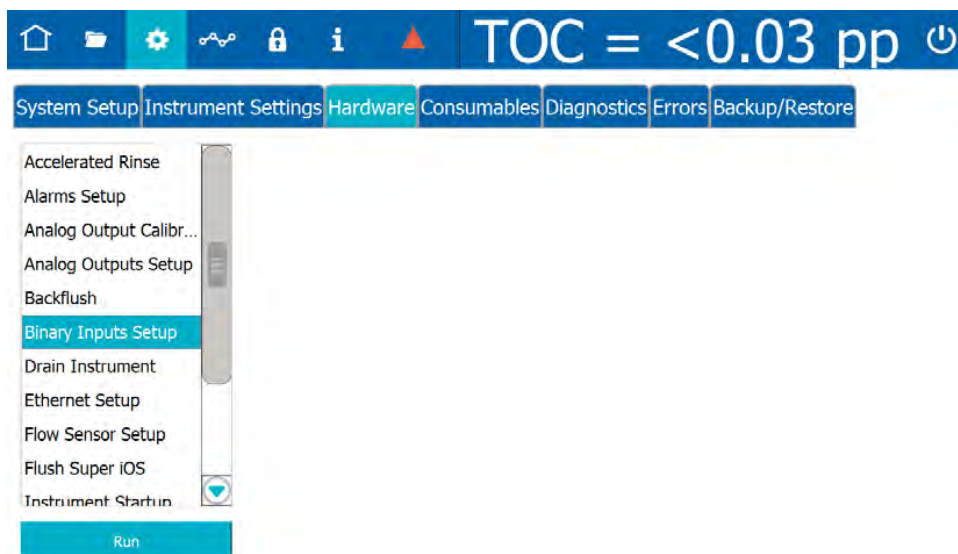 TOC = <0.03 pp
System Setup Instrument Settings Hardware Consumables Diagnostics Errors Backup/Restore
Accelerated Rinse
Alarms Setup
Analog Output Calibr...
Analog Outputs Setup
Backflush
Binary Inputs Setup
Drain Instrument
Ethernet Setup
Flow Sensor Setup
Flush Super iOS
Instrument Startup
Run